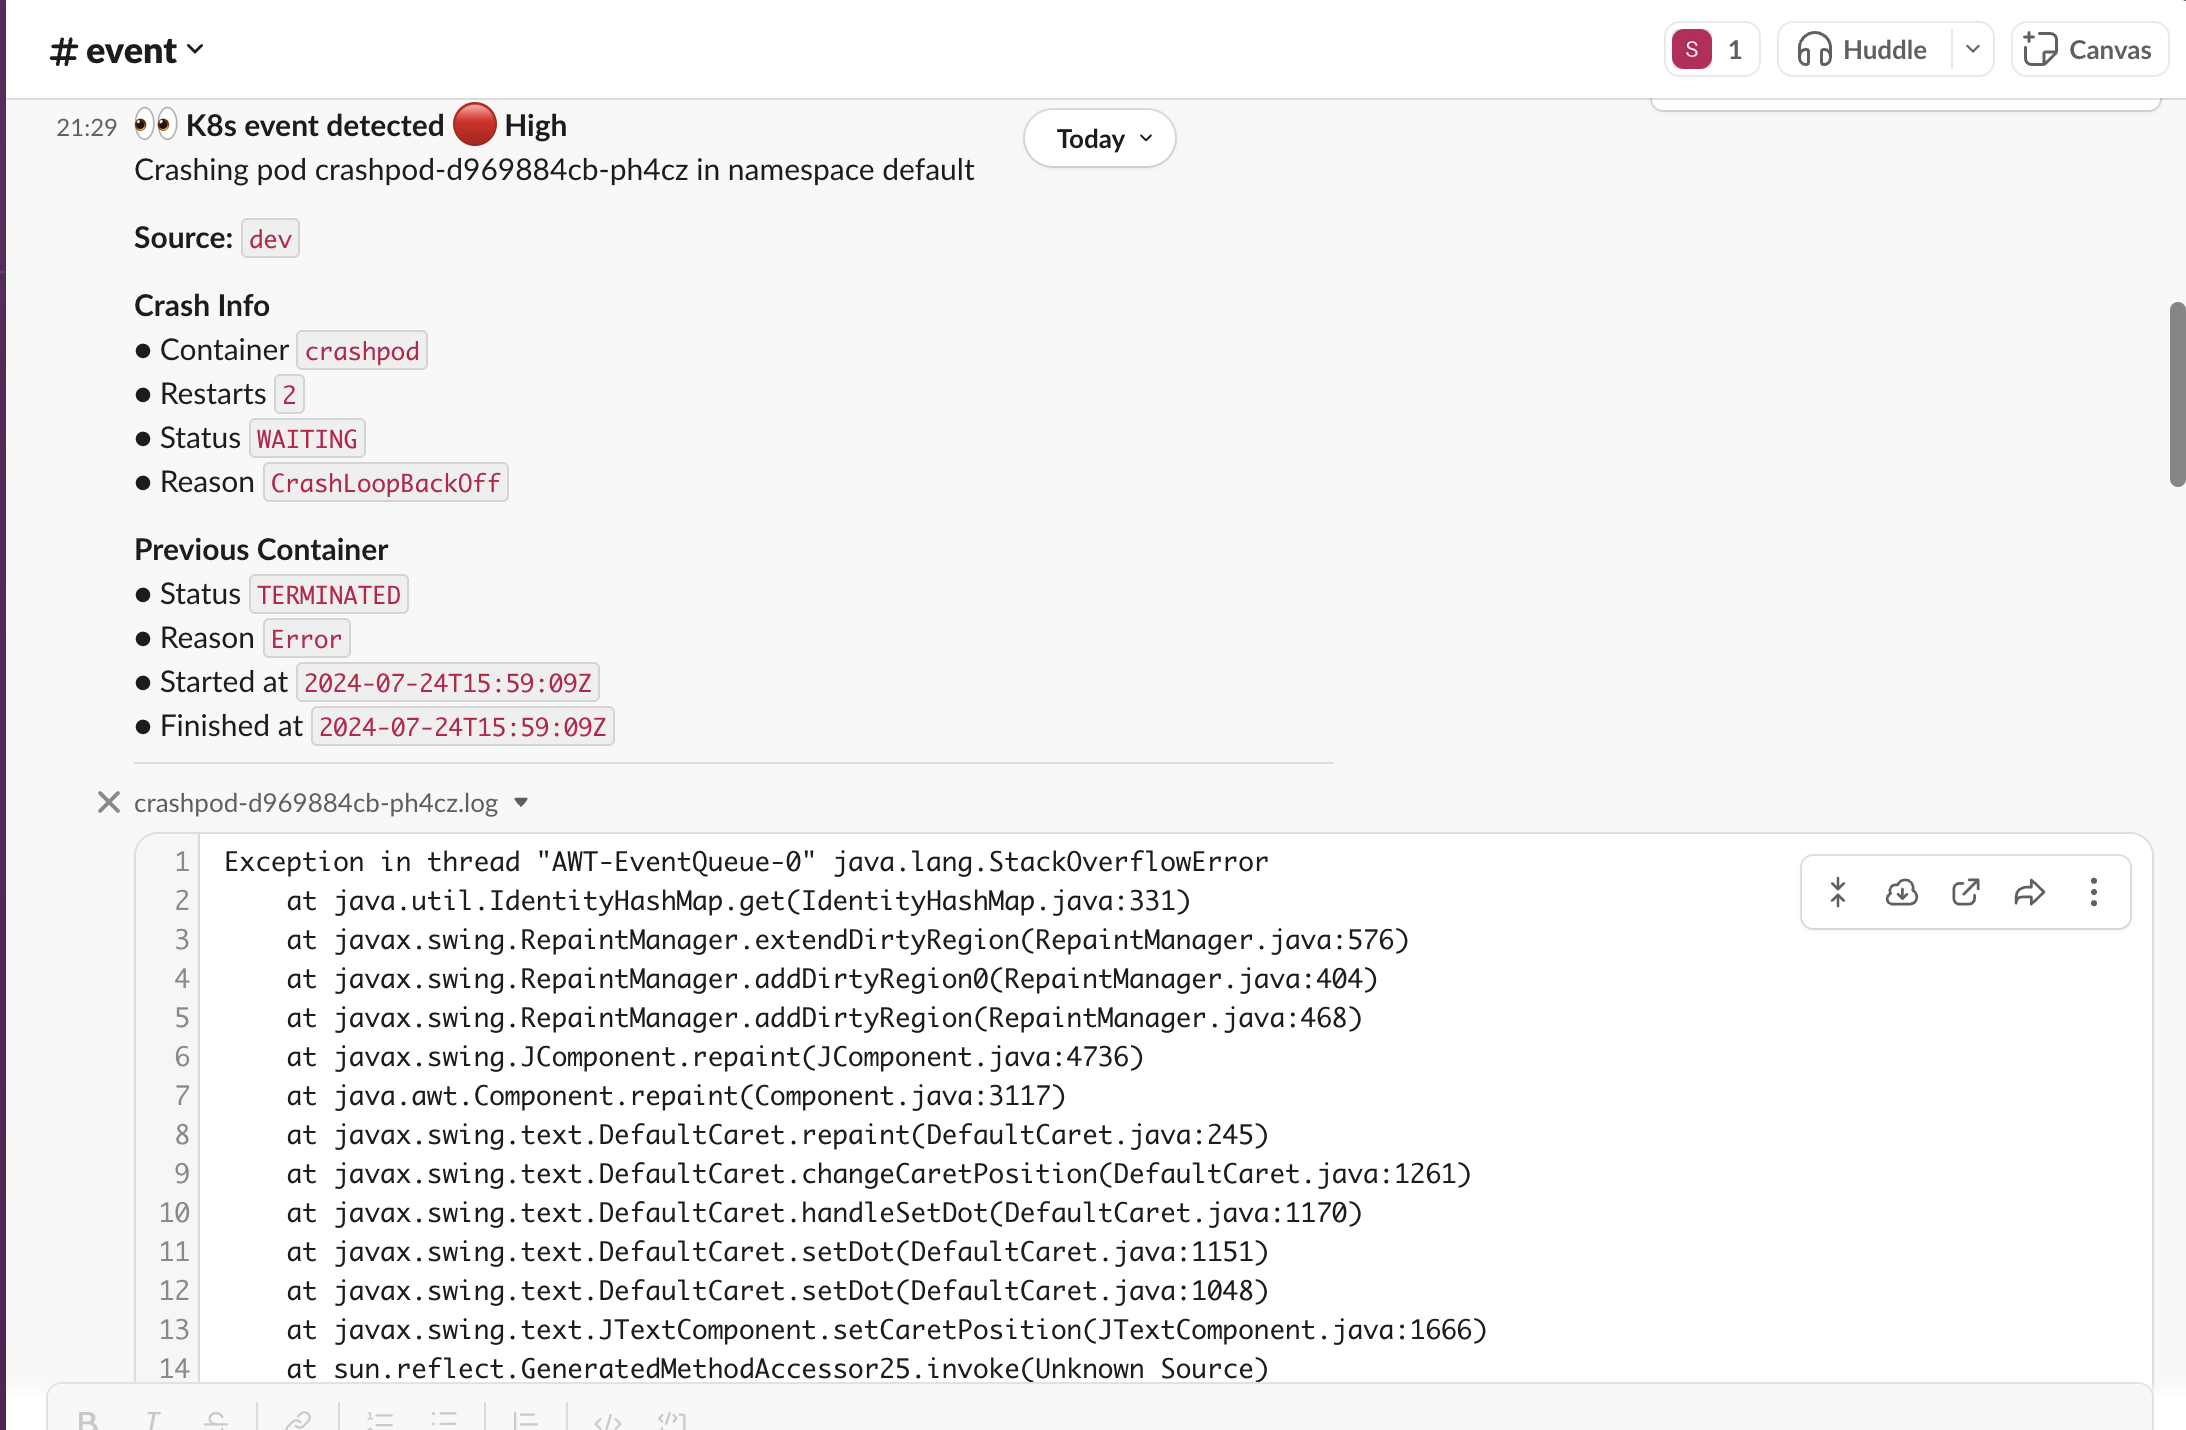 # event
S 1
Huddle
Canvas
21:29 👀 K8s event detected 🔴 High
Today
Crashing pod crashpod-d969884cb-ph4cz in namespace default
Source: dev
Crash Info
● Container crashpod
● Restarts 2
● Status WAITING
● Reason CrashLoopBackOff
Previous Container
● Status TERMINATED
● Reason Error
● Started at 2024-07-24T15:59:09Z
● Finished at 2024-07-24T15:59:09Z
crashpod-d969884cb-ph4cz.log
1 Exception in thread "AWT-EventQueue-0" java.lang.StackOverflowError
2 at java.util.IdentityHashMap.get(IdentityHashMap.java:331)
3 at javax.swing.RepaintManager.extendDirtyRegion(RepaintManager.java:576)
4 at javax.swing.RepaintManager.addDirtyRegion0(RepaintManager.java:404)
5 at javax.swing.RepaintManager.addDirtyRegion(RepaintManager.java:468)
6 at javax.swing.JComponent.repaint(JComponent.java:4736)
7 at java.awt.Component.repaint(Component.java:3117)
8 at javax.swing.text.DefaultCaret.repaint(DefaultCaret.java:245)
9 at javax.swing.text.DefaultCaret.changeCaretPosition(DefaultCaret.java:1261)
10 at javax.swing.text.DefaultCaret.handleSetDot(DefaultCaret.java:1170)
11 at javax.swing.text.DefaultCaret.setDot(DefaultCaret.java:1151)
12 at javax.swing.text.DefaultCaret.setDot(DefaultCaret.java:1048)
13 at javax.swing.text.JTextComponent.setCaretPosition(JTextComponent.java:1666)
14 at sun.reflect.GeneratedMethodAccessor25.invoke(Unknown Source)